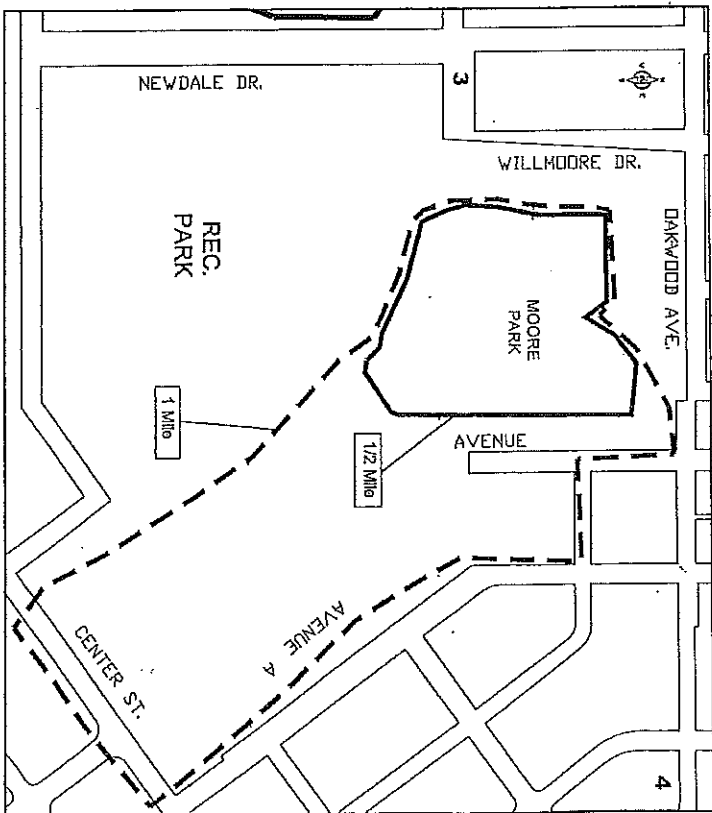 NEWDALE DR.
3
WILLMOORE DR.
OAKWOOD AVE.
REC.
PARK
MOORE
PARK
1 Mile
1/2 Mile
AVENUE
AVENUE A
CENTER ST.
4